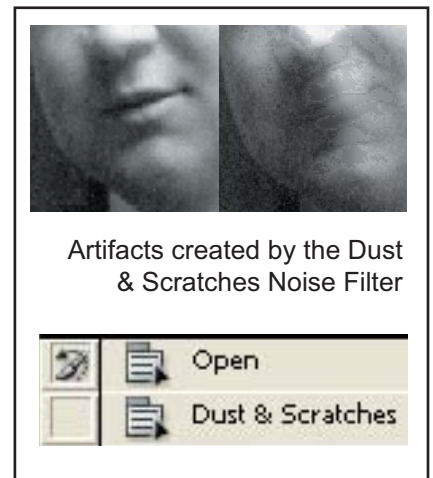 Artifacts created by the Dust
& Scratches Noise Filter
Open
Dust & Scratches